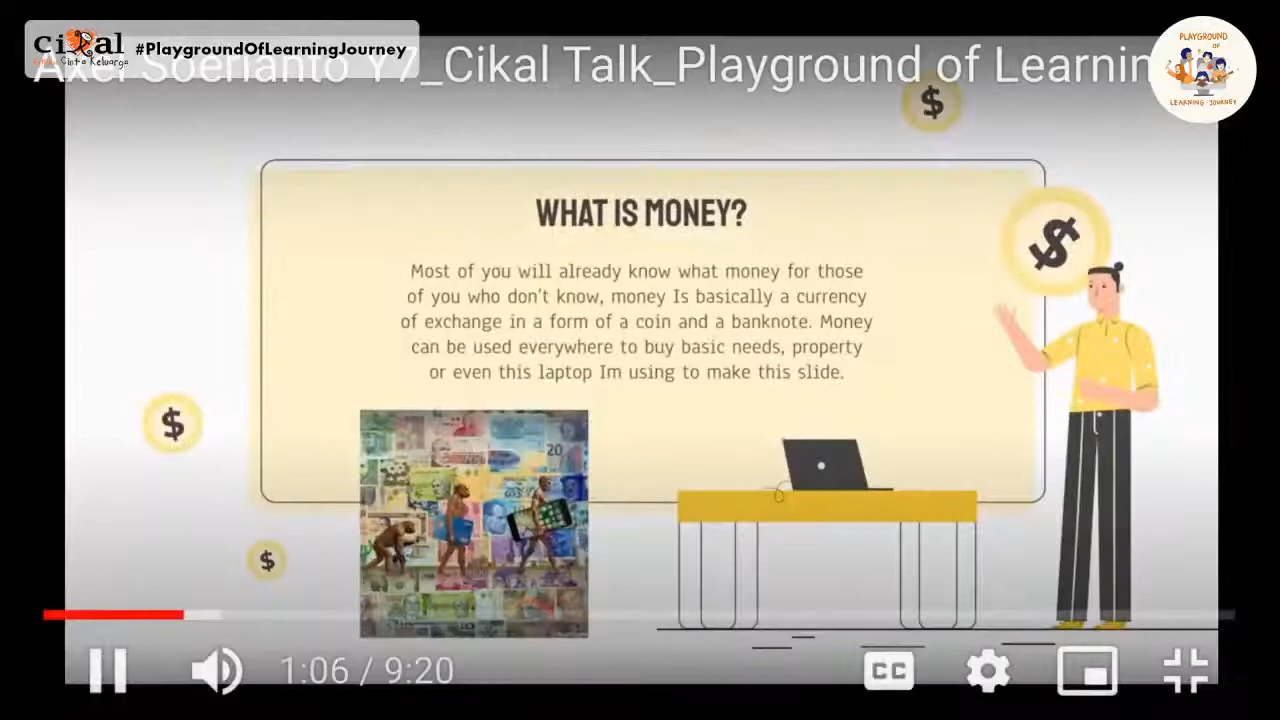 Cikal
Cinta Keluarga
#PlaygroundOfLearningJourney
Axel Soerianto Y7_Cikal Talk_Playground of Learnin
PLAYGROUND
OF
LEARNING JOURNEY
$
WHAT IS MONEY?
$
Most of you will already know what money for those
of you who don't know, money Is basically a currency
of exchange in a form of a coin and a banknote. Money
can be used everywhere to buy basic needs, property
or even this laptop Im using to make this slide.
$
20
$
1:06 / 9:20
CC